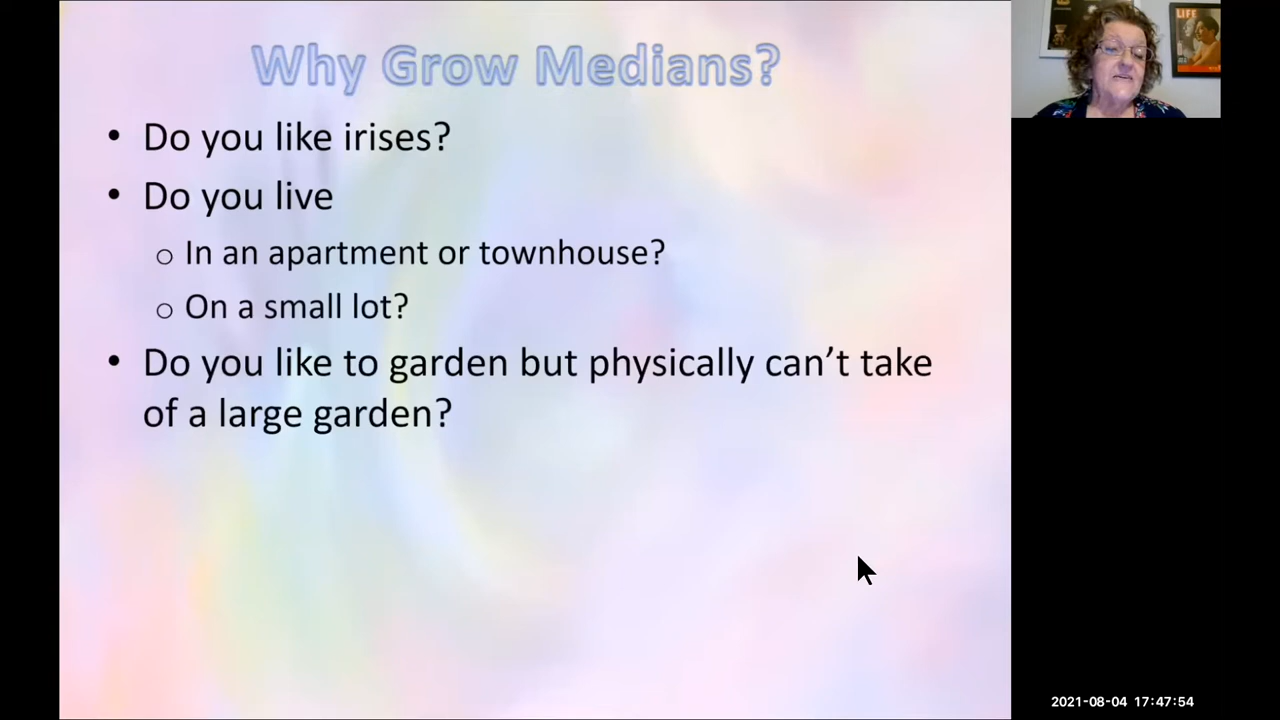 Why Grow Medians?
LIFE
• Do you like irises?
• Do you live
o In an apartment or townhouse?
o On a small lot?
• Do you like to garden but physically can’t take
of a large garden?
2021-08-04 17:47:54